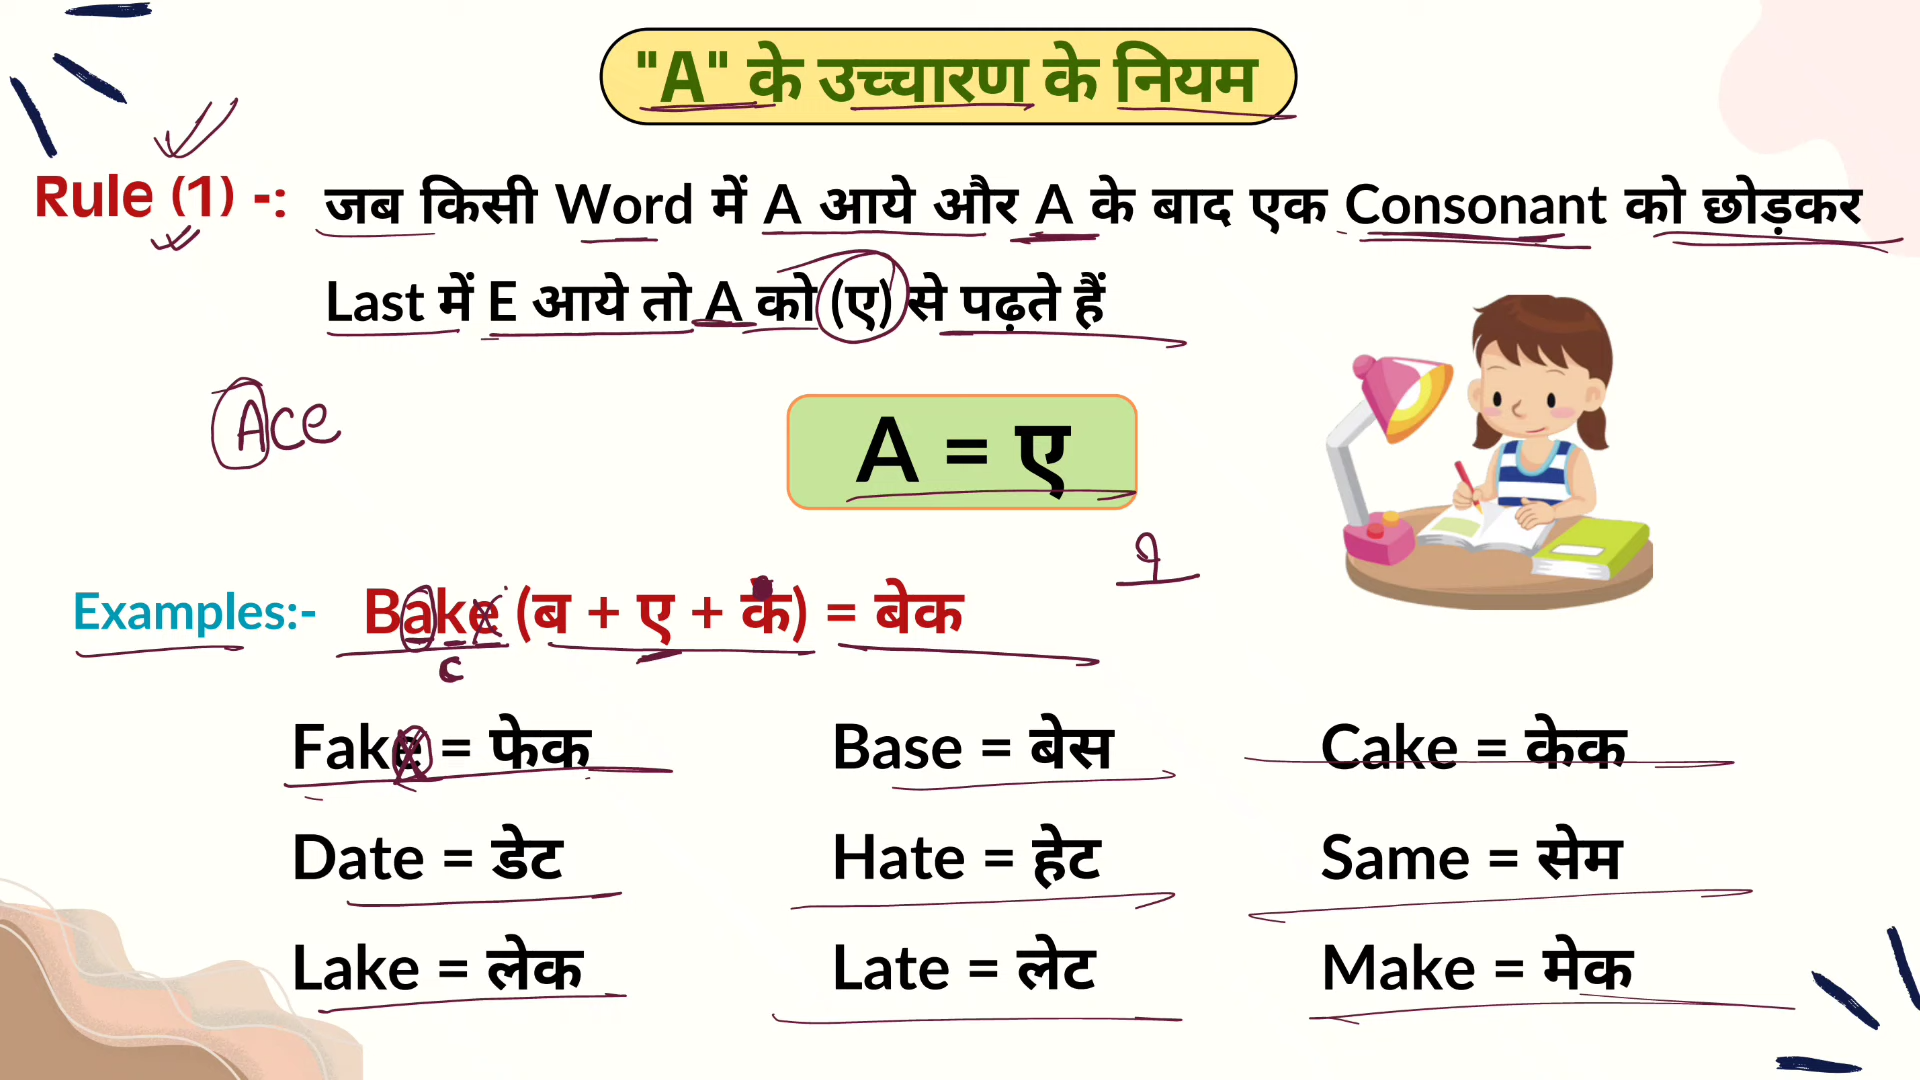 "A" के उच्चारण के नियम
Rule (1) -: जब किसी Word में A आये और A के बाद एक Consonant को छोड़कर
Last में E आये तो A को (ए) से पढ़ते हैं
Ace
A = ए
Examples:- Bake (ब + ए + क) = बेक
c
Fake = फेक
Base = बेस
Cake = केक
Date = डेट
Hate = हेट
Same = सेम
Lake = लेक
Late = लेट
Make = मेक